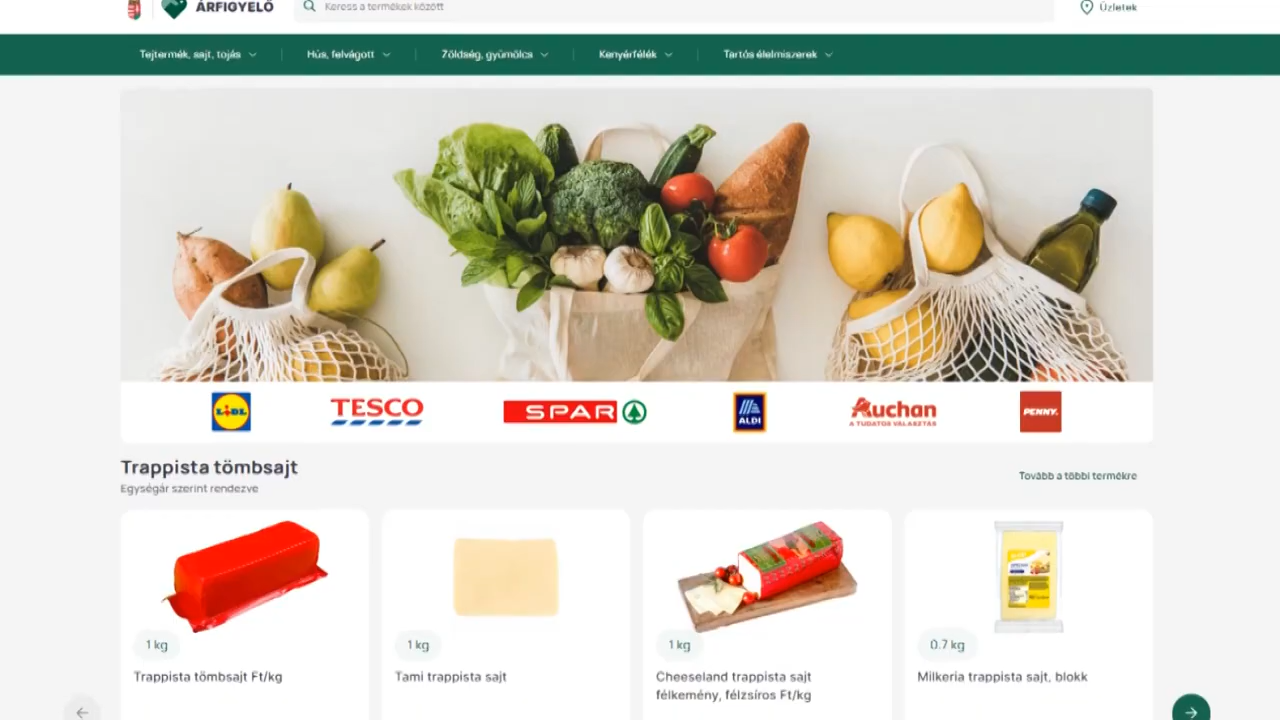 ÁRFIGYELŐ
Keress a termékek között
Üzletek
Tejtermék, sajt, tojás
Hús, felvágott
Zöldség, gyümölcs
Kenyérfélék
Tartós élelmiszerek
LIDL
TESCO
SPAR
ALDI
Auchan
A TUDATOS VÁLASZTÁS
PENNY.
Trappista tömbsajt
Egységár szerint rendezve
Tovább a többi termékre
1 kg
1 kg
1 kg
0.7 kg
Trappista tömbsajt Ft/kg
Tami trappista sajt
Cheeseland trappista sajt
félkemény, félzsíros Ft/kg
Milkeria trappista sajt, blokk